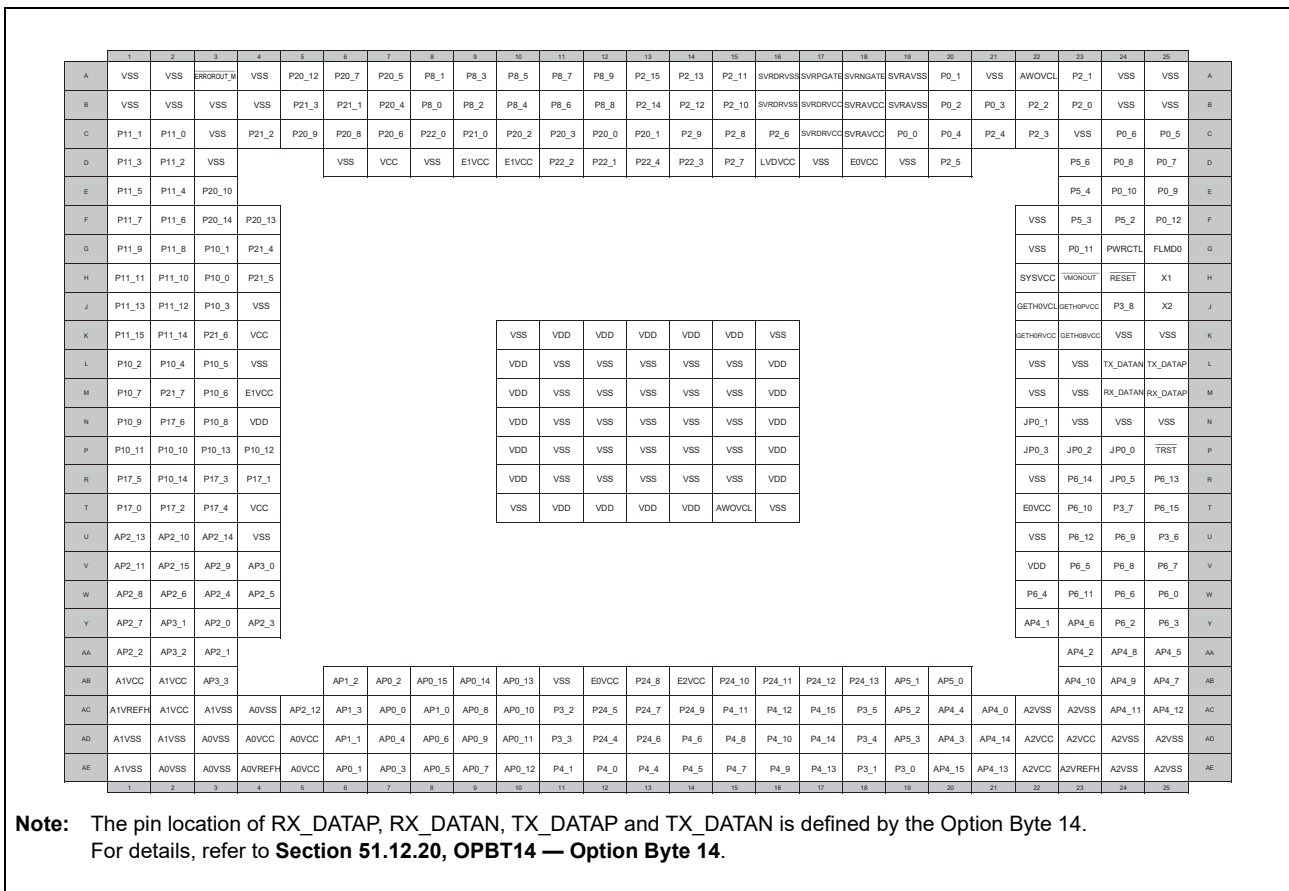 1 2 3 4 5 6 7 8 9 10 11 12 13 14 15 16 17 18 19 20 21 22 23 24 25
A VSS VSS ERROROUT_M VSS P20_12 P20_7 P20_5 P8_1 P8_3 P8_5 P8_7 P8_9 P2_15 P2_13 P2_11 SVRDRVSS SVRPGATE SVRNGATE SVRAVSS P0_1 VSS AWOVCL P2_1 VSS VSS A
B VSS VSS VSS VSS P21_3 P21_1 P20_4 P8_0 P8_2 P8_4 P8_6 P8_8 P2_14 P2_12 P2_10 SVRDRVSS SVRDRVCC SVRAVCC SVRAVSS P0_2 P0_3 P2_2 P2_0 VSS VSS B
C P11_1 P11_0 VSS P21_2 P20_9 P20_8 P20_6 P22_0 P21_0 P20_2 P20_3 P20_0 P20_1 P2_9 P2_8 P2_6 SVRDRVCC SVRAVCC P0_0 P0_4 P2_4 P2_3 VSS P0_6 P0_5 C
D P11_3 P11_2 VSS VSS VCC VSS E1VCC E1VCC P22_2 P22_1 P22_4 P22_3 P2_7 LVDVCC VSS E0VCC VSS P2_5 P5_6 P0_8 P0_7 D
E P11_5 P11_4 P20_10 P5_4 P0_10 P0_9 E
F P11_7 P11_6 P20_14 P20_13 VSS P5_3 P5_2 P0_12 F
G P11_9 P11_8 P10_1 P21_4 VSS P0_11 PWRCTL FLMD0 G
H P11_11 P11_10 P10_0 P21_5 SYSVCC VMONOUT RESET X1 H
J P11_13 P11_12 P10_3 VSS GETH0VCL GETH0PVCC P3_8 X2 J
K P11_15 P11_14 P21_6 VCC VSS VDD VDD VDD VDD VDD VSS GETH0RVCC GETH0BVCC VSS VSS K
L P10_2 P10_4 P10_5 VSS VDD VSS VSS VSS VSS VSS VDD VSS VSS TX_DATAN TX_DATAP L
M P10_7 P21_7 P10_6 E1VCC VDD VSS VSS VSS VSS VSS VDD VSS VSS RX_DATAN RX_DATAP M
N P10_9 P17_6 P10_8 VDD VDD VSS VSS VSS VSS VSS VDD JP0_1 VSS VSS VSS N
P P10_11 P10_10 P10_13 P10_12 VDD VSS VSS VSS VSS VSS VDD JP0_3 JP0_2 JP0_0 TRST P
R P17_5 P10_14 P17_3 P17_1 VDD VSS VSS VSS VSS VSS VDD VSS P6_14 JP0_5 P6_13 R
T P17_0 P17_2 P17_4 VCC VSS VDD VDD VDD VDD AWOVCL VSS E0VCC P6_10 P3_7 P6_15 T
U AP2_13 AP2_10 AP2_14 VSS VSS P6_12 P6_9 P3_6 U
V AP2_11 AP2_15 AP2_9 AP3_0 VDD P6_5 P6_8 P6_7 V
W AP2_8 AP2_6 AP2_4 AP2_5 P6_4 P6_11 P6_6 P6_0 W
Y AP2_7 AP3_1 AP2_0 AP2_3 AP4_1 AP4_6 P6_2 P6_3 Y
AA AP2_2 AP3_2 AP2_1 AP4_2 AP4_8 AP4_5 AA
AB A1VCC A1VCC AP3_3 AP1_2 AP0_2 AP0_15 AP0_14 AP0_13 VSS E0VCC P24_8 E2VCC P24_10 P24_11 P24_12 P24_13 AP5_1 AP5_0 AP4_10 AP4_9 AP4_7 AB
AC A1VREFH A1VCC A1VSS A0VSS AP2_12 AP1_3 AP0_0 AP1_0 AP0_8 AP0_10 P3_2 P24_5 P24_7 P24_9 P4_11 P4_12 P4_15 P3_5 AP5_2 AP4_4 AP4_0 A2VSS A2VSS AP4_11 AP4_12 AC
AD A1VSS A1VSS A0VSS A0VCC A0VCC AP1_1 AP0_4 AP0_6 AP0_9 AP0_11 P3_3 P24_4 P24_6 P4_6 P4_8 P4_10 P4_14 P3_4 AP5_3 AP4_3 AP4_14 A2VCC A2VCC A2VSS A2VSS AD
AE A1VSS A0VSS A0VSS A0VREFH A0VCC AP0_1 AP0_3 AP0_5 AP0_7 AP0_12 P4_1 P4_0 P4_4 P4_5 P4_7 P4_9 P4_13 P3_1 P3_0 AP4_15 AP4_13 A2VCC A2VREFH A2VSS A2VSS AE
1 2 3 4 5 6 7 8 9 10 11 12 13 14 15 16 17 18 19 20 21 22 23 24 25
Note: The pin location of RX_DATAP, RX_DATAN, TX_DATAP and TX_DATAN is defined by the Option Byte 14.
For details, refer to Section 51.12.20, OPBT14 — Option Byte 14.